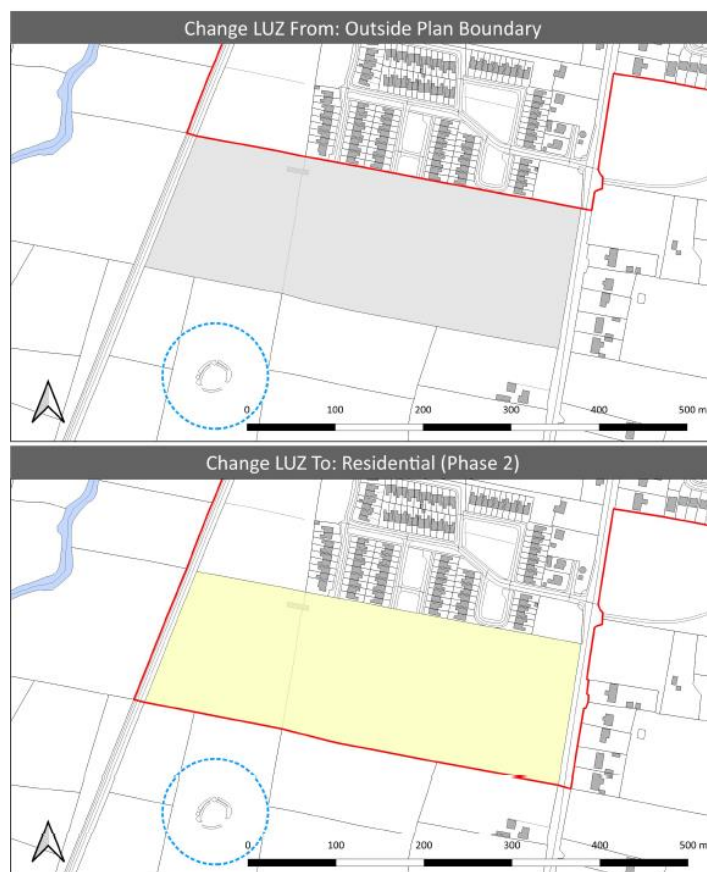 Change LUZ From: Outside Plan Boundary
0 100 200 300 400 500 m
Change LUZ To: Residential (Phase 2)
0 100 200 300 400 500 m